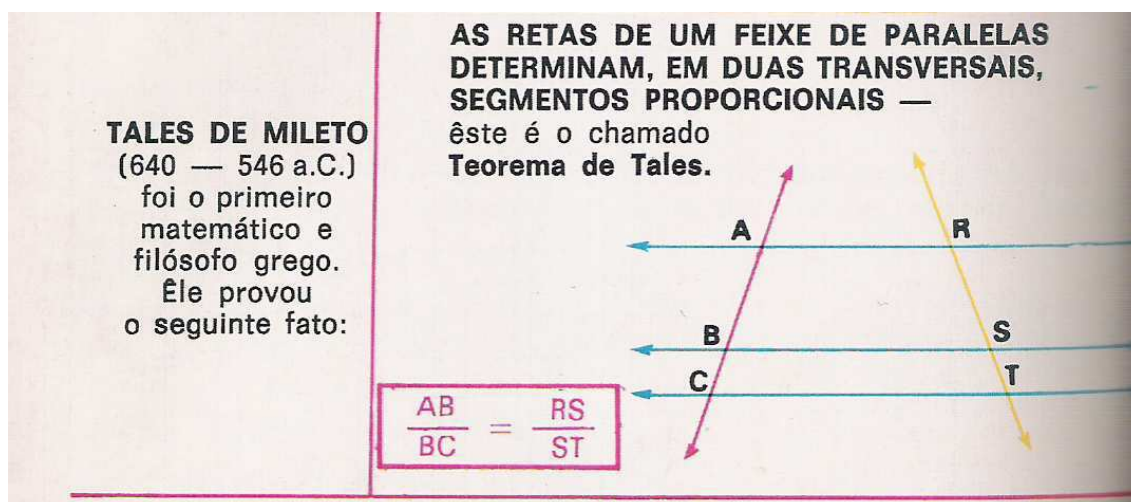 TALES DE MILETO
(640 — 546 a.C.)
foi o primeiro
matemático e
filósofo grego.
Êle provou
o seguinte fato:
AS RETAS DE UM FEIXE DE PARALELAS
DETERMINAM, EM DUAS TRANSVERSAIS,
SEGMENTOS PROPORCIONAIS —
êste é o chamado
Teorema de Tales.
A R
B S
C T
AB/BC = RS/ST